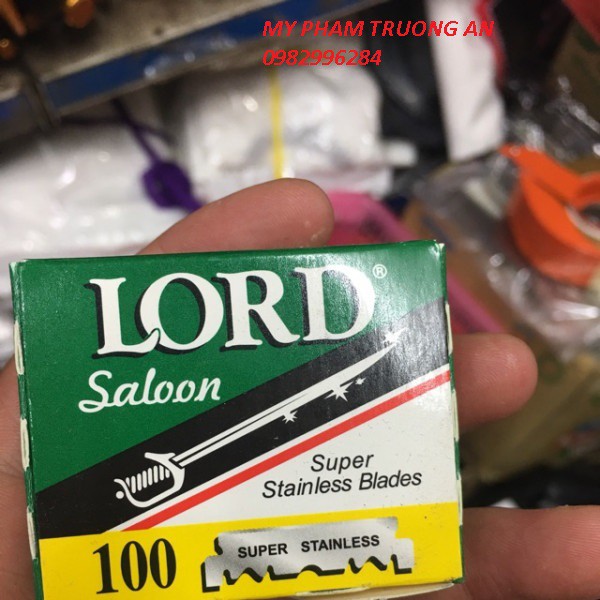 MY PHAM TRUONG AN
0982996284
LORD®
Saloon
Super
Stainless Blades
100
SUPER STAINLESS